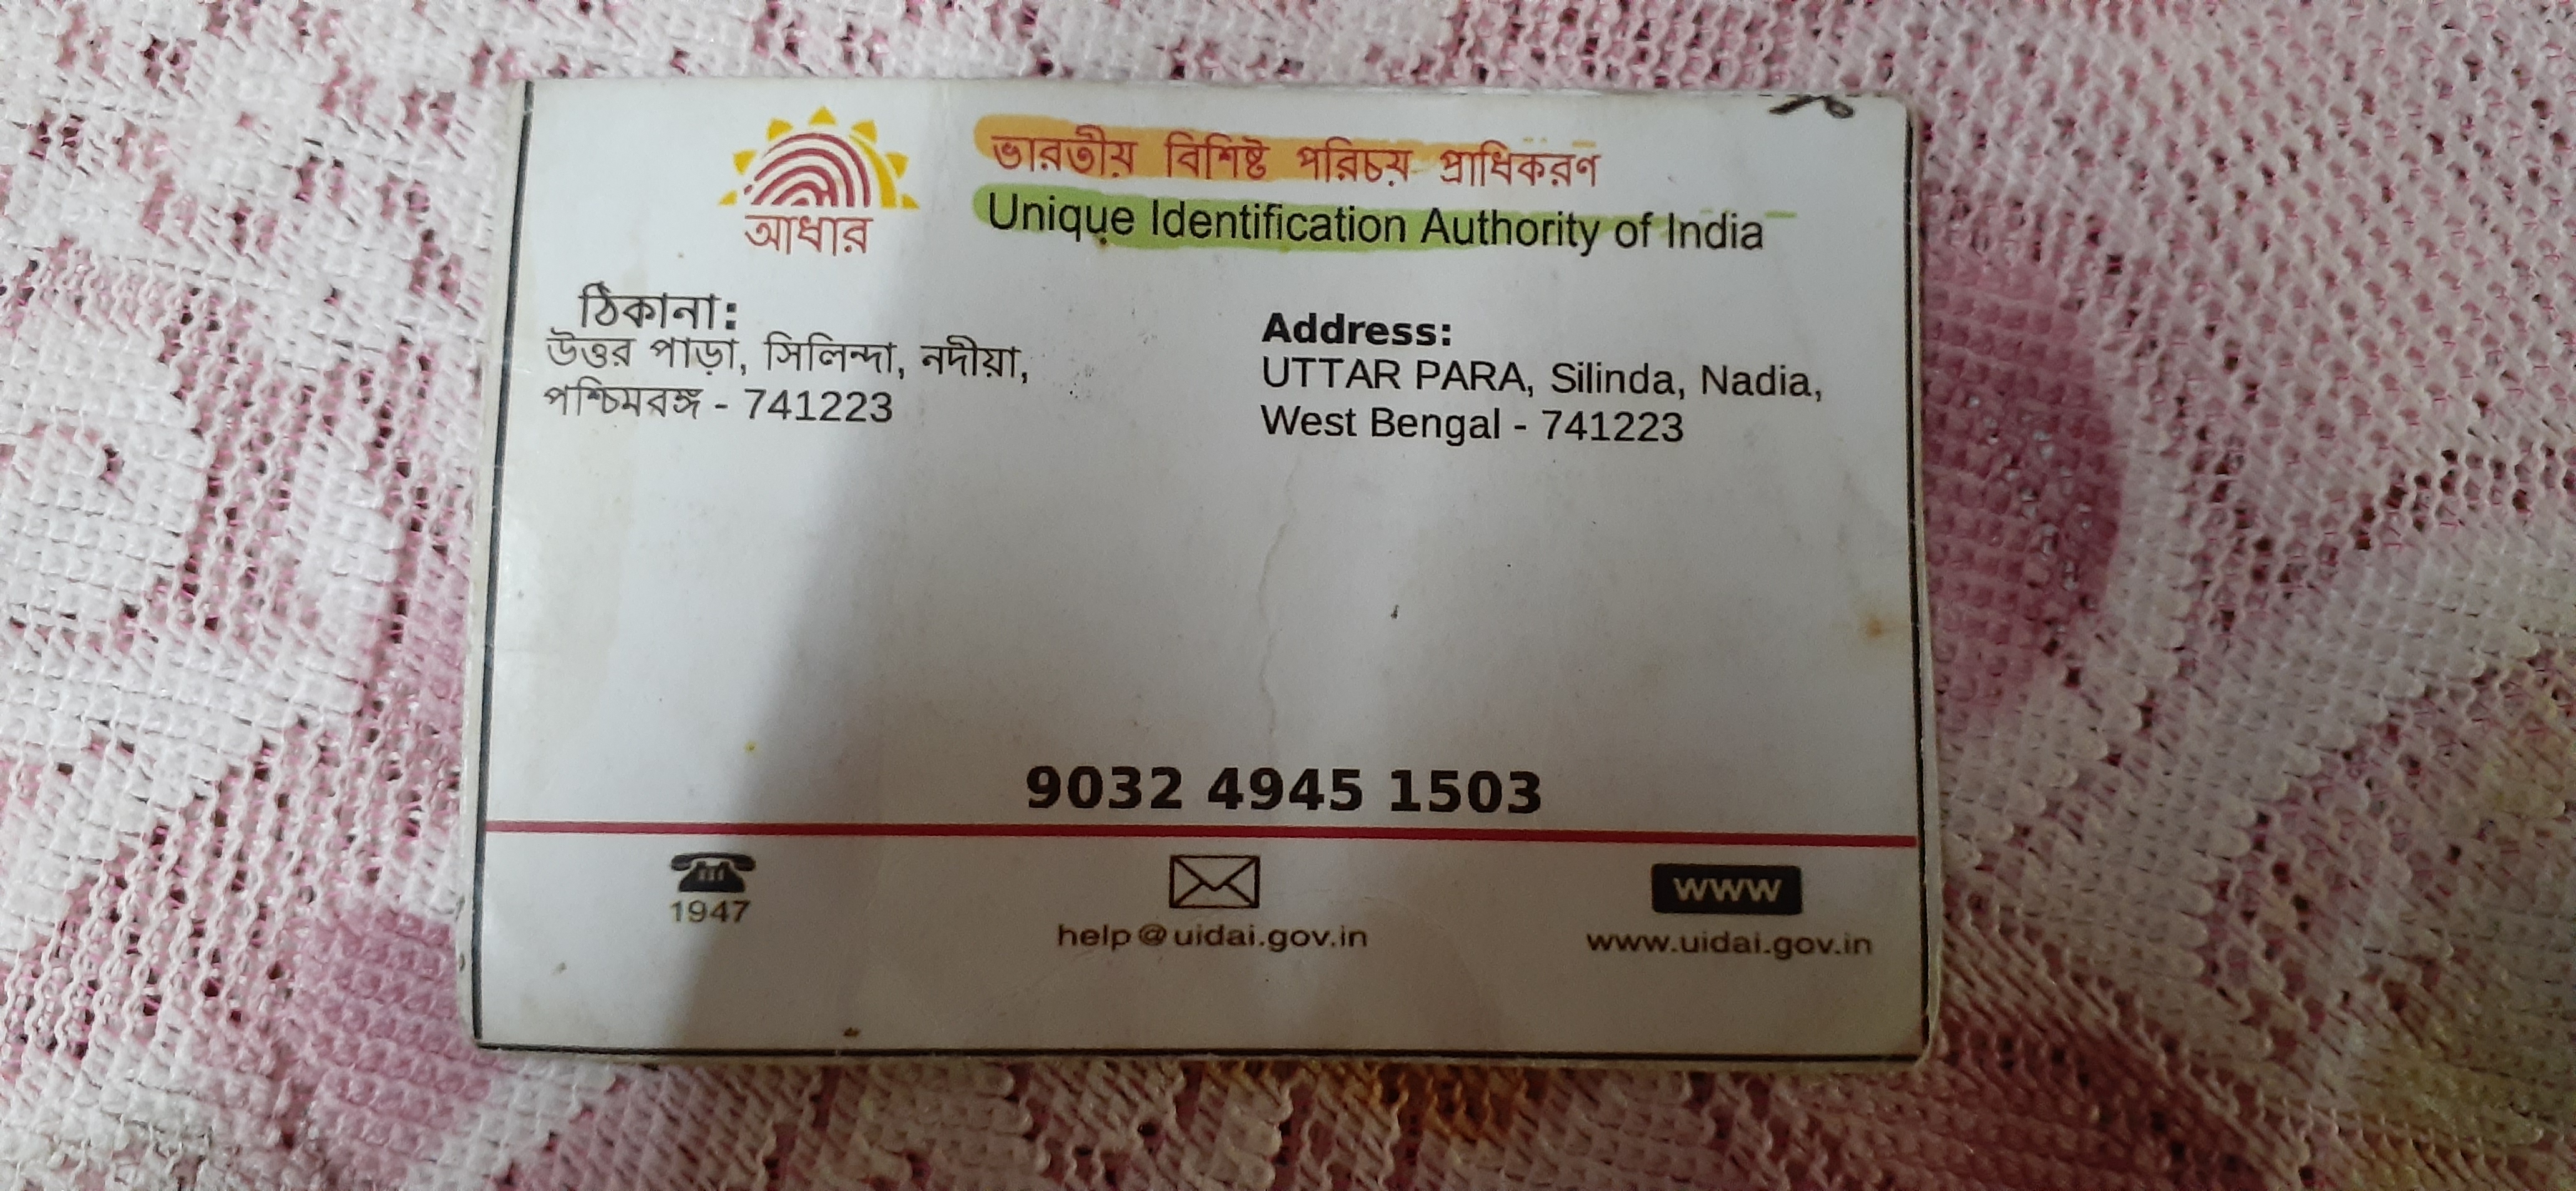 ভারতীয় বিশিষ্ট পরিচয় প্রাধিকরণ
Unique Identification Authority of India
আধার
ঠিকানা:
উত্তর পাড়া, সিলিন্দা, নদীয়া,
পশ্চিমবঙ্গ - 741223
Address:
UTTAR PARA, Silinda, Nadia,
West Bengal - 741223
9032 4945 1503
1947
help@uidai.gov.in
WWW
www.uidai.gov.in